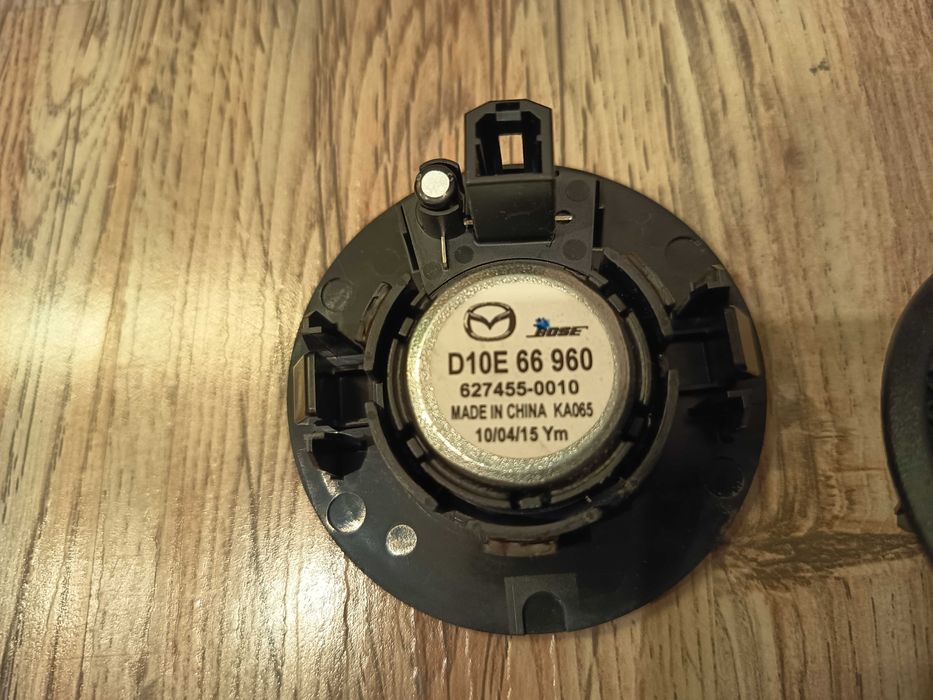 BOSE
D10E 66 960
627455-0010
MADE IN CHINA KA065
10/04/15 Ym